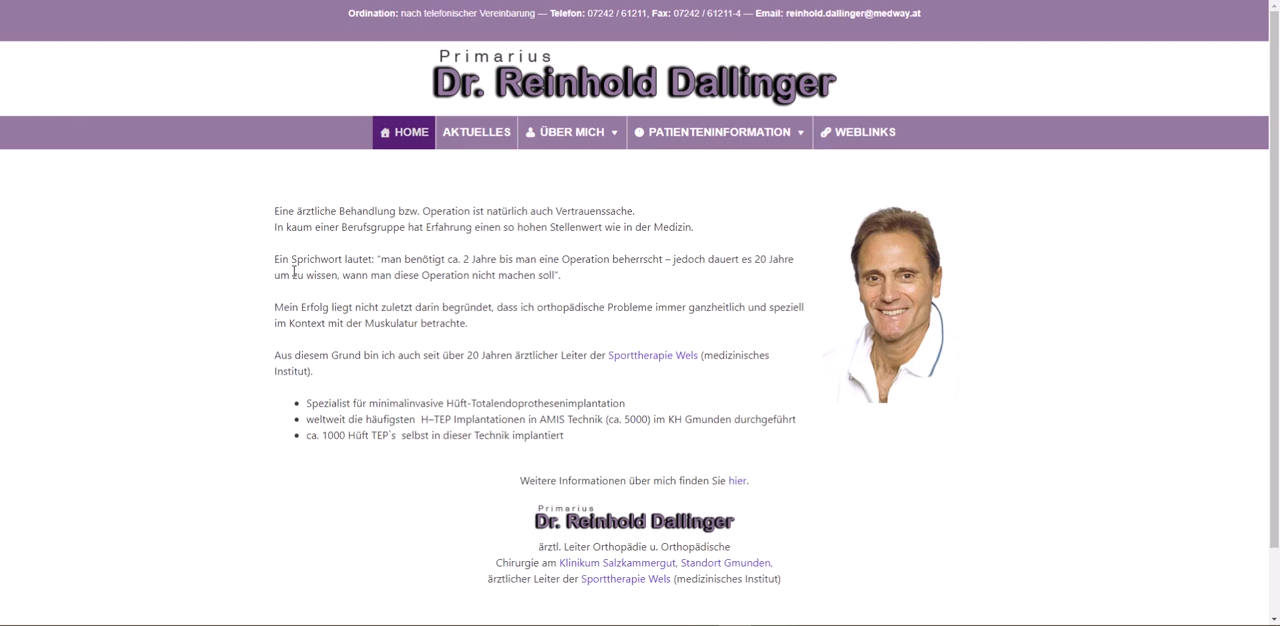 Ordination: nach telefonischer Vereinbarung — Telefon: 07242 / 61211, Fax: 07242 / 61211-4 — Email: reinhold.dallinger@medway.at
Primarius
Dr. Reinhold Dallinger
HOME AKTUELLES ÜBER MICH PATIENTENINFORMATION WEBLINKS
Eine ärztliche Behandlung bzw. Operation ist natürlich auch Vertrauenssache.
In kaum einer Berufsgruppe hat Erfahrung einen so hohen Stellenwert wie in der Medizin.
Ein Sprichwort lautet: "man benötigt ca. 2 Jahre bis man eine Operation beherrscht – jedoch dauert es 20 Jahre
um zu wissen, wann man diese Operation nicht machen soll".
Mein Erfolg liegt nicht zuletzt darin begründet, dass ich orthopädische Probleme immer ganzheitlich und speziell
im Kontext mit der Muskulatur betrachte.
Aus diesem Grund bin ich auch seit über 20 Jahren ärztlicher Leiter der Sporttherapie Wels (medizinisches
Institut).
• Spezialist für minimalinvasive Hüft-Totalendoprothesenimplantation
• weltweit die häufigsten H–TEP Implantationen in AMIS Technik (ca. 5000) im KH Gmunden durchgeführt
• ca. 1000 Hüft TEP`s selbst in dieser Technik implantiert
Weitere Informationen über mich finden Sie hier.
Primarius
Dr. Reinhold Dallinger
ärztl. Leiter Orthopädie u. Orthopädische
Chirurgie am Klinikum Salzkammergut, Standort Gmunden,
ärztlicher Leiter der Sporttherapie Wels (medizinisches Institut)